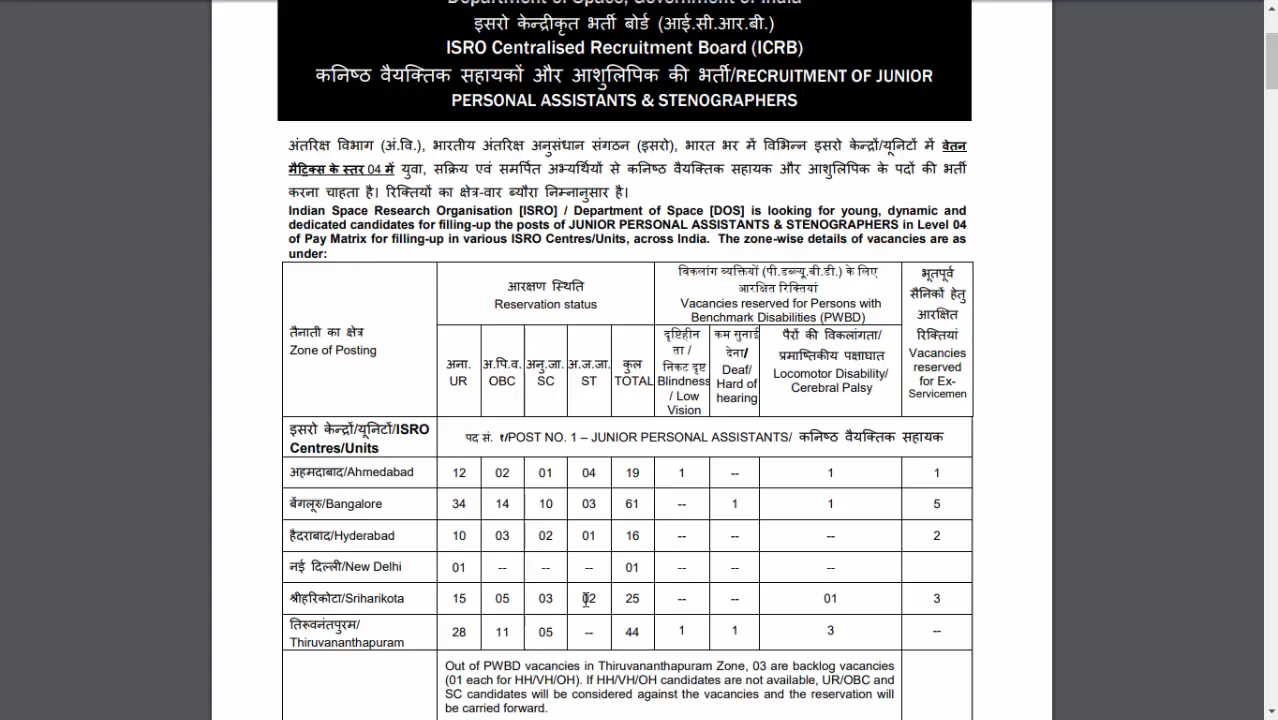 Department of Space, Government of India
इसरो केन्द्रीकृत भर्ती बोर्ड (आई.सी.आर.बी.)
ISRO Centralised Recruitment Board (ICRB)
कनिष्ठ वैयक्तिक सहायकों और आशुलिपिक की भर्ती/RECRUITMENT OF JUNIOR
PERSONAL ASSISTANTS & STENOGRAPHERS
अंतरिक्ष विभाग (अं.वि.), भारतीय अंतरिक्ष अनुसंधान संगठन (इसरो), भारत भर में विभिन्न इसरो केन्द्रों/यूनिटों में वेतन
मैट्रिक्स के स्तर 04 में युवा, सक्रिय एवं समर्पित अभ्यर्थियों से कनिष्ठ वैयक्तिक सहायक और आशुलिपिक के पदों की भर्ती
करना चाहता है। रिक्तियों का क्षेत्र-वार ब्यौरा निम्नानुसार है।
Indian Space Research Organisation [ISRO] / Department of Space [DOS] is looking for young, dynamic and
dedicated candidates for filling-up the posts of JUNIOR PERSONAL ASSISTANTS & STENOGRAPHERS in Level 04
of Pay Matrix for filling-up in various ISRO Centres/Units, across India. The zone-wise details of vacancies are as
under:
तैनाती का क्षेत्र
Zone of Posting
आरक्षण स्थिति
Reservation status
विकलांग व्यक्तियों (पी.डब्ल्यू.बी.डी.) के लिए
आरक्षित रिक्तियां
Vacancies reserved for Persons with
Benchmark Disabilities (PWBD)
भूतपूर्व
सैनिकों हेतु
आरक्षित
रिक्तियां
Vacancies
reserved
for Ex-
Servicemen
अना.
UR
अ.पि.व.
OBC
अनु.जा.
SC
अ.ज.जा.
ST
कुल
TOTAL
दृष्टिहीन
ता /
निकट दृष्ट
Blindness
/ Low
Vision
कम सुनाई
देना/
Deaf/
Hard of
hearing
पैरों की विकलांगता/
प्रमाष्तिकीय पक्षाघात
Locomotor Disability/
Cerebral Palsy
इसरो केन्द्रों/यूनिटों/ISRO
Centres/Units
पद सं. १/POST NO. 1 – JUNIOR PERSONAL ASSISTANTS/ कनिष्ठ वैयक्तिक सहायक
अहमदाबाद/Ahmedabad 12 02 01 04 19 1 -- 1 1
बेंगलूरु/Bangalore 34 14 10 03 61 -- 1 1 5
हैदराबाद/Hyderabad 10 03 02 01 16 -- -- -- 2
नई दिल्ली/New Delhi 01 -- -- -- 01 -- -- --
श्रीहरिकोटा/Sriharikota 15 05 03 02 25 -- -- 01 3
तिरूवनंतपुरम/
Thiruvananthapuram 28 11 05 -- 44 1 1 3 --
Out of PWBD vacancies in Thiruvananthapuram Zone, 03 are backlog vacancies
(01 each for HH/VH/OH). If HH/VH/OH candidates are not available, UR/OBC and
SC candidates will be considered against the vacancies and the reservation will
be carried forward.